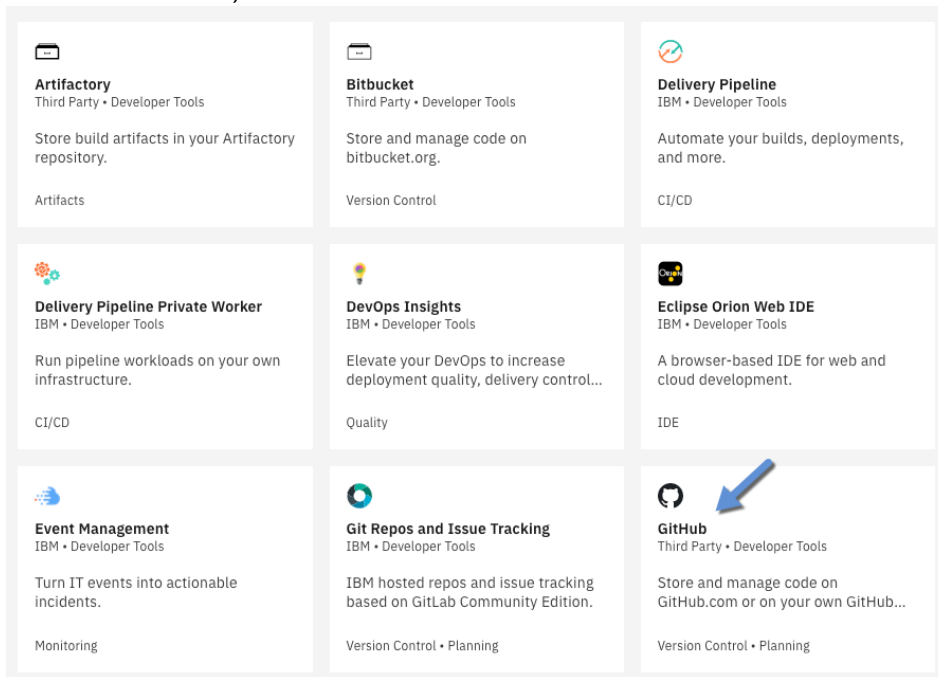 Artifactory
Third Party • Developer Tools
Store build artifacts in your Artifactory
repository.
Artifacts
Bitbucket
Third Party • Developer Tools
Store and manage code on
bitbucket.org.
Version Control
Delivery Pipeline
IBM • Developer Tools
Automate your builds, deployments,
and more.
CI/CD
Delivery Pipeline Private Worker
IBM • Developer Tools
Run pipeline workloads on your own
infrastructure.
CI/CD
DevOps Insights
IBM • Developer Tools
Elevate your DevOps to increase
deployment quality, delivery control...
Quality
Orion
Eclipse Orion Web IDE
IBM • Developer Tools
A browser-based IDE for web and
cloud development.
IDE
Event Management
IBM • Developer Tools
Turn IT events into actionable
incidents.
Monitoring
Git Repos and Issue Tracking
IBM • Developer Tools
IBM hosted repos and issue tracking
based on GitLab Community Edition.
Version Control • Planning
GitHub
Third Party • Developer Tools
Store and manage code on
GitHub.com or on your own GitHub...
Version Control • Planning